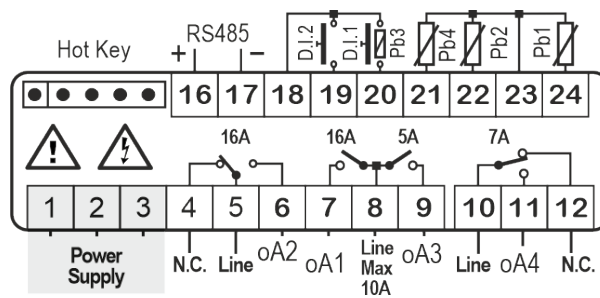 Hot Key
+ RS485 −
D.I.2 D.I.1 Pb3 Pb4 Pb2 Pb1
16 17 18 19 20 21 22 23 24
16A 16A 5A 7A
1 2 3 4 5 6 7 8 9 10 11 12
Power
Supply
N.C. Line oA2 oA1 Line
Max
10A
oA3 Line oA4 N.C.